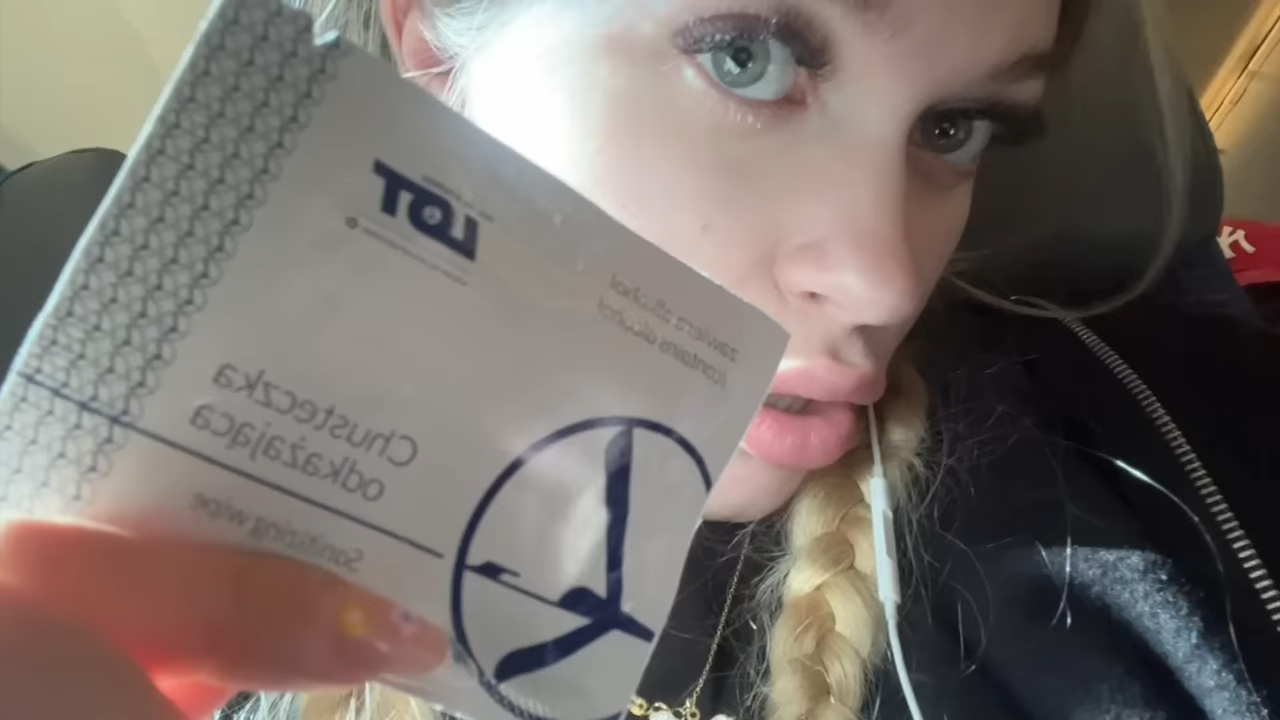 LOT
zawiera alkohol
/contains alcohol
Chusteczka
odkażająca
Sanitizing wipe